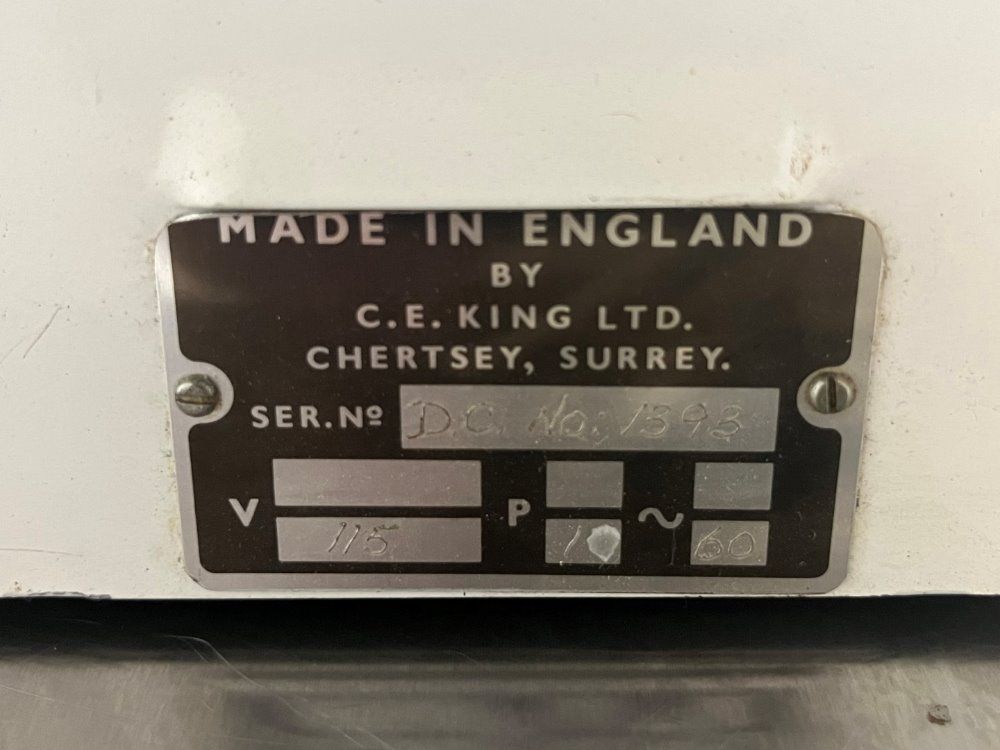 MADE IN ENGLAND
BY
C.E. KING LTD.
CHERTSEY, SURREY.
SER. Nº D.C. No. 1393
V 115 P 1 ~ 60